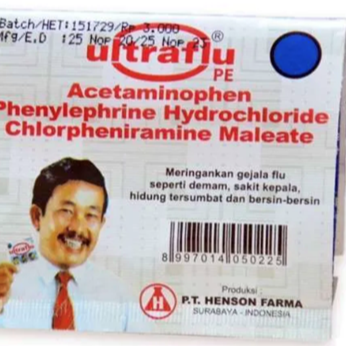 Batch/HET:151729/Rp 3.000
Mfg/E.D :25 Nop 20/25 Nop 23
ultraflu®
PE
Acetaminophen
Phenylephrine Hydrochloride
Chlorpheniramine Maleate
Meringankan gejala flu
seperti demam, sakit kepala,
hidung tersumbat dan bersin-bersin
8 997014 050225
ultraflu
Produksi :
H
P.T. HENSON FARMA
SURABAYA - INDONESIA